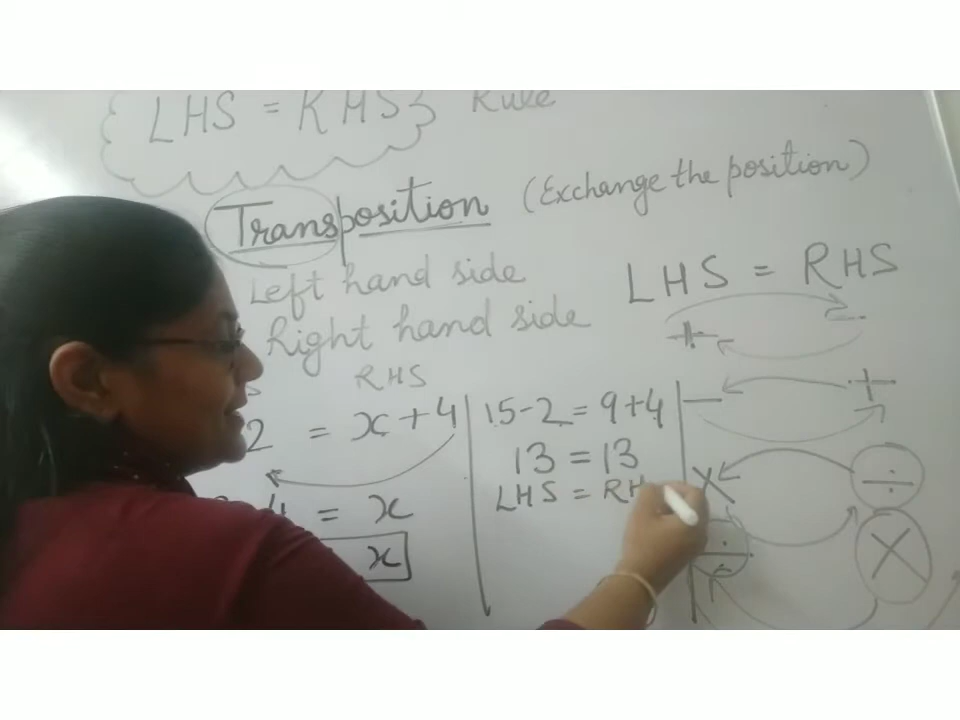 LHS = RHS} Rule
Transposition (Exchange the position)
Left hand side
Right hand side
LHS = RHS
+ -
- +
× ÷
÷ ×
RHS
2 = x + 4
4 = x
x
15 - 2 = 9 + 4
13 = 13
LHS = RH